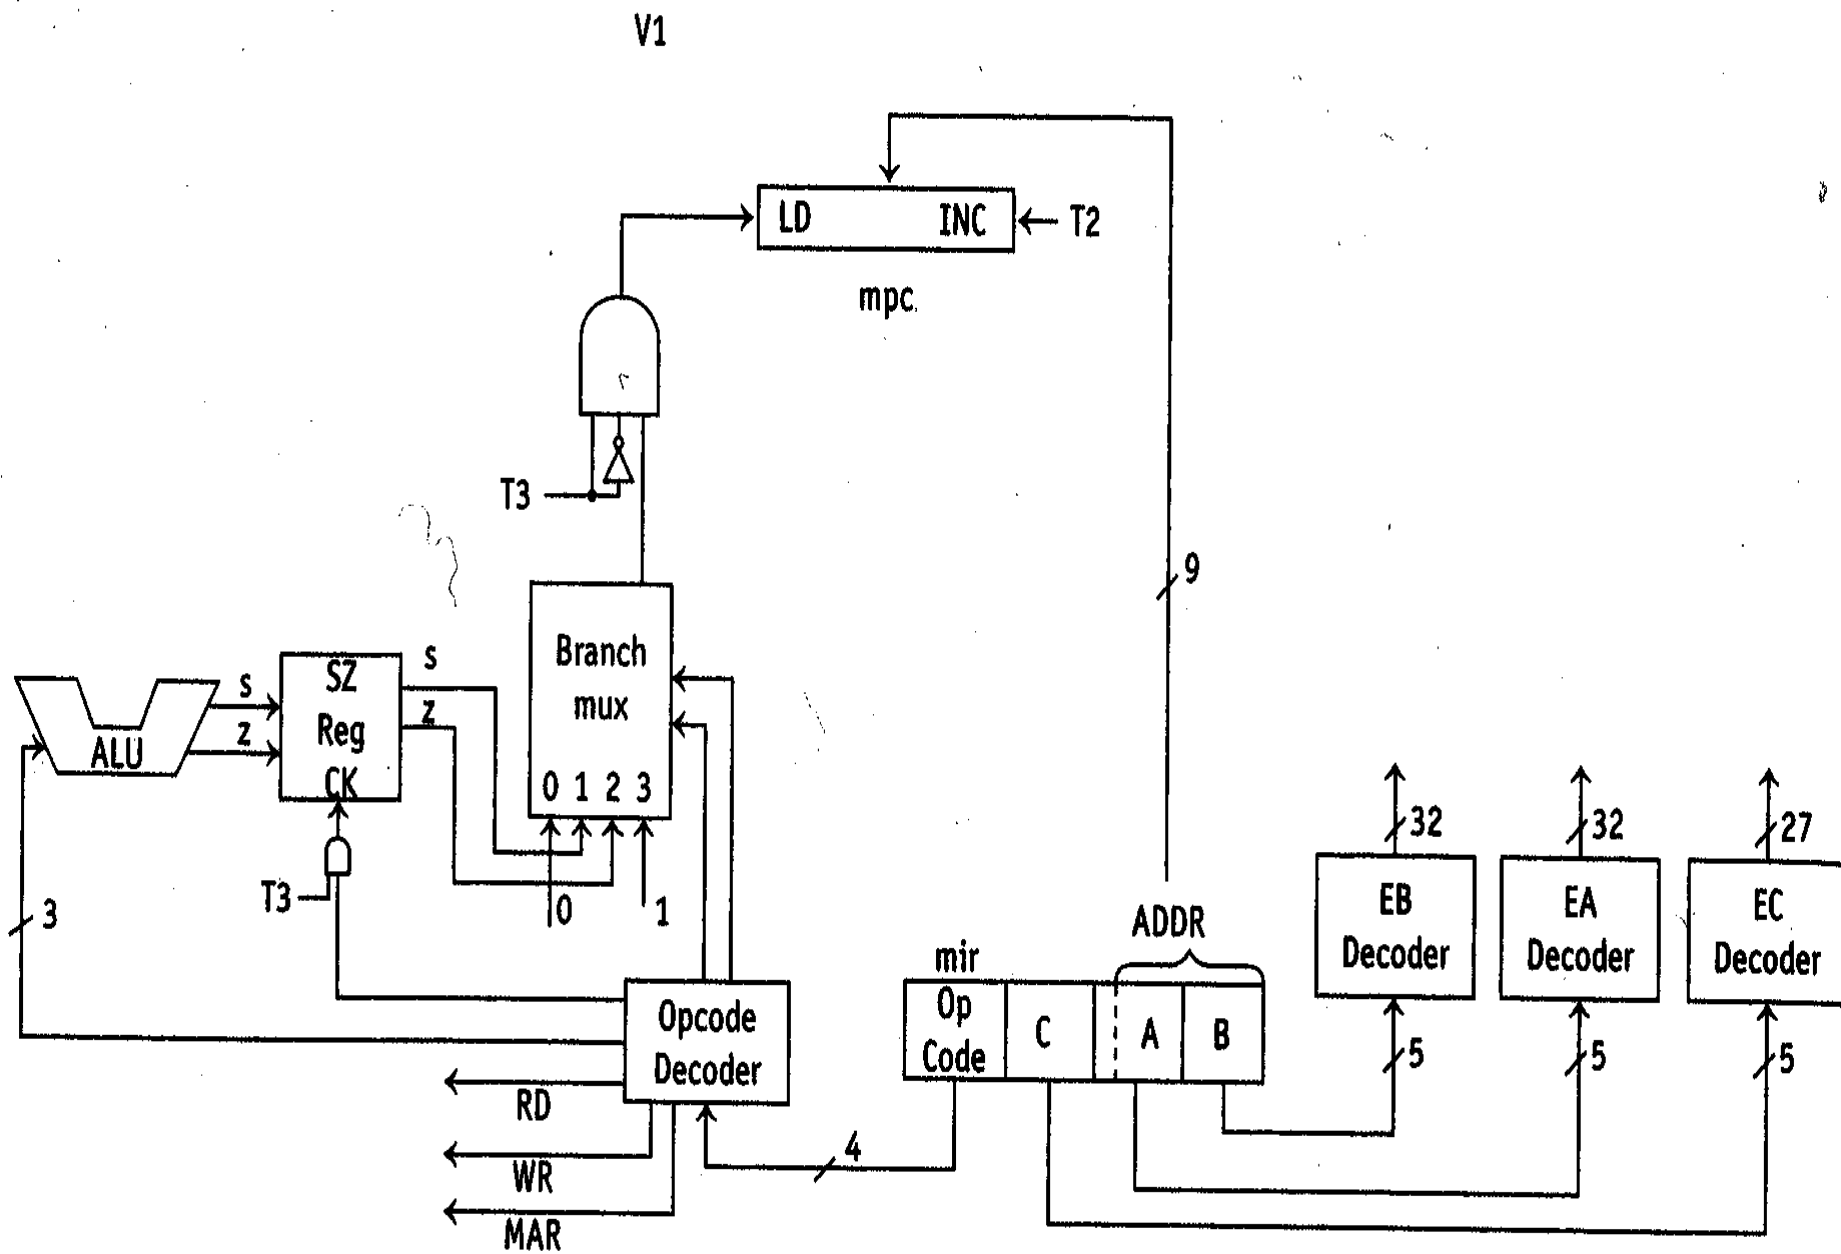 V1
LD INC
T2
mpc
T3
9
Branch
mux
0 1 2 3
s
z
SZ
Reg
CK
s
z
ALU
T3
3
0
1
ADDR
mir
Op
Code
C
A
B
Opcode
Decoder
RD
WR
MAR
4
32
32
27
EB
Decoder
EA
Decoder
EC
Decoder
5
5
5